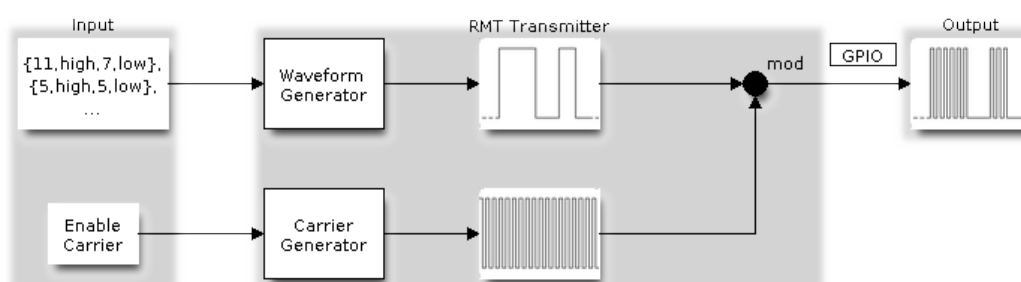 Input
RMT Transmitter
Output
{11,high,7,low},
{5,high,5,low},
...
Waveform
Generator
mod
GPIO
Enable
Carrier
Carrier
Generator